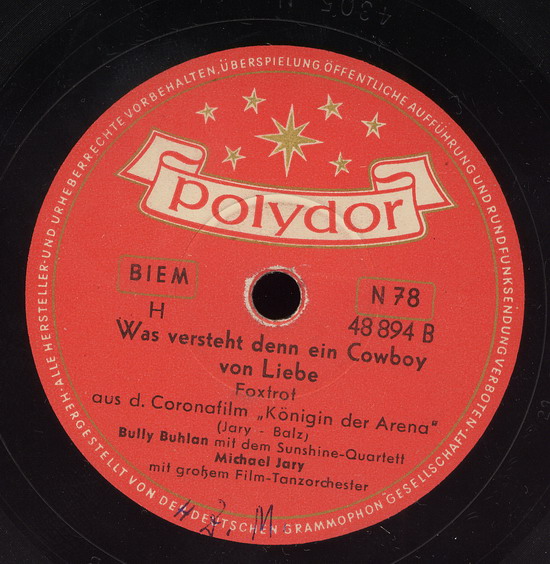 ALLE HERSTELLER- UND URHEBERRECHTE VORBEHALTEN, ÜBERSPIELUNG ÖFFENTLICHE AUFFÜHRUNG UND RUNDFUNKSENDUNG VERBOTEN ·
polydor
BIEM
N 78
H
48 894 B
Was versteht denn ein Cowboy
von Liebe
Foxtrot
aus d. Coronafilm „Königin der Arena“
(Jary - Balz)
Bully Buhlan mit dem Sunshine-Quartett
Michael Jary
mit großem Film-Tanzorchester
HERGESTELLT VON DER DEUTSCHEN GRAMMOPHON GESELLSCHAFT ·